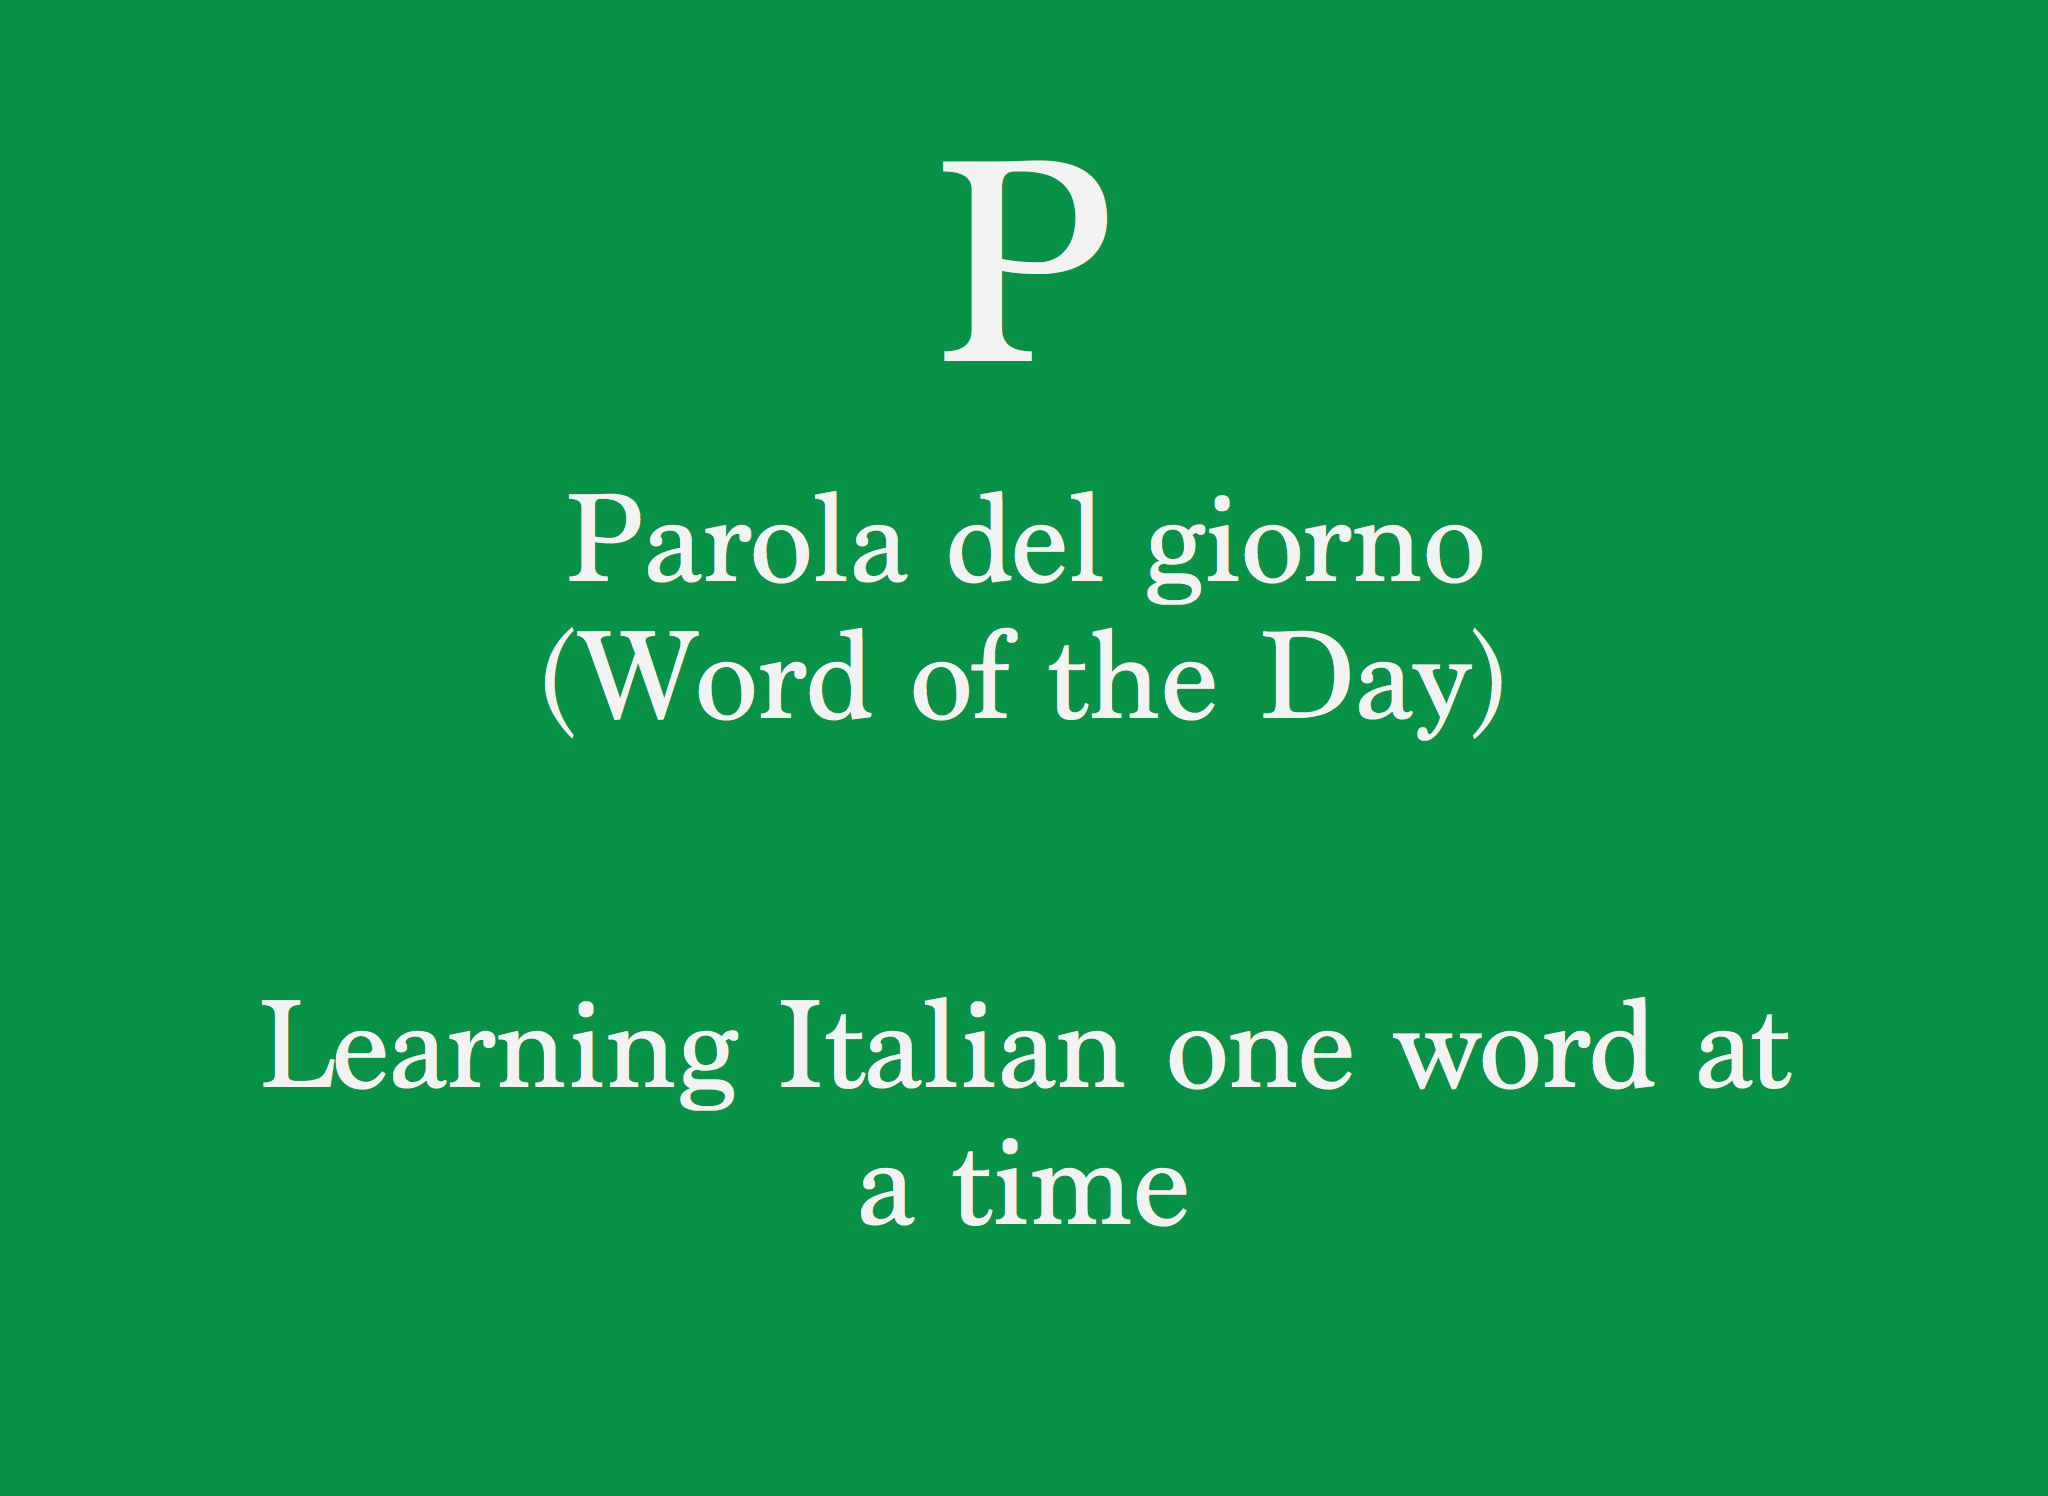 P
Parola del giorno
(Word of the Day)
Learning Italian one word at
a time